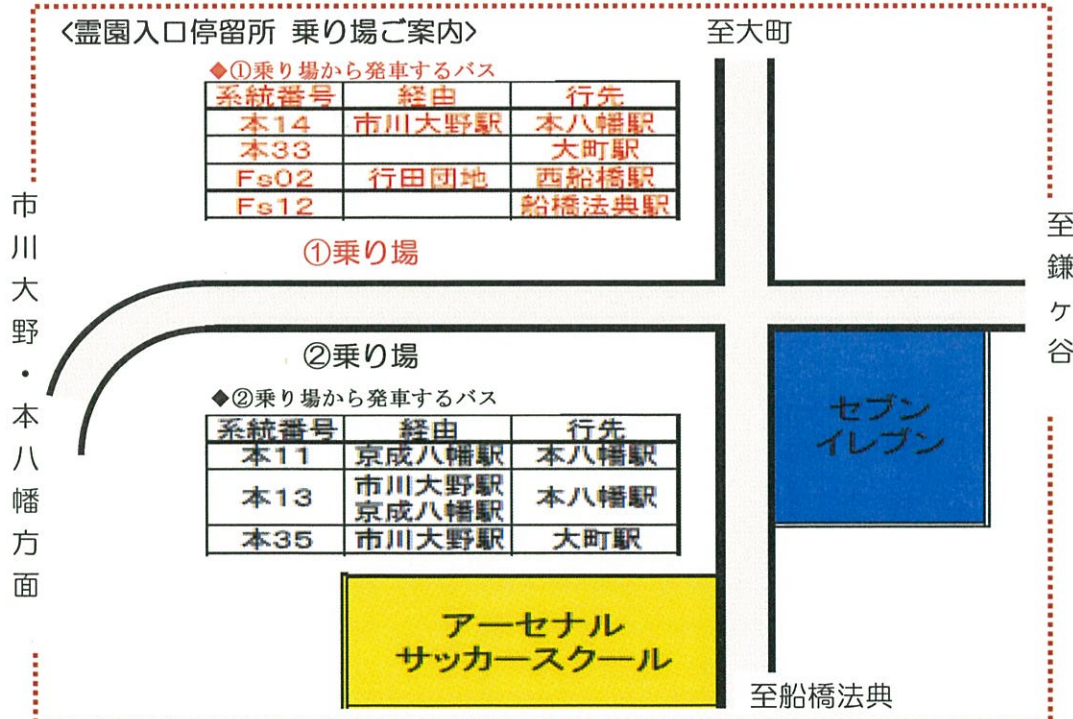 <霊園入口停留所 乗り場ご案内>
至大町
◆①乗り場から発車するバス
系統番号 経由 行先
本14 市川大野駅 本八幡駅
本33 大町駅
Fs02 行田団地 西船橋駅
Fs12 船橋法典駅
①乗り場
市川大野・本八幡方面
至鎌ヶ谷
②乗り場
◆②乗り場から発車するバス
系統番号 経由 行先
本11 京成八幡駅 本八幡駅
本13 市川大野駅 本八幡駅
京成八幡駅
本35 市川大野駅 大町駅
セブン
イレブン
アーセナル
サッカースクール
至船橋法典